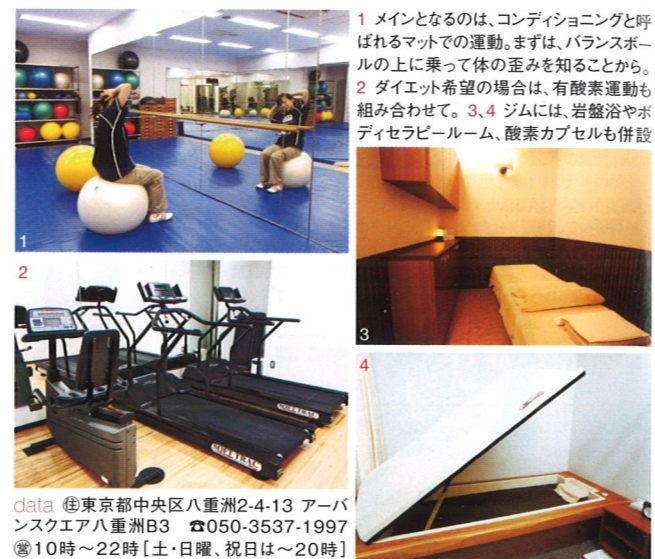 1 メインとなるのは、コンディショニングと呼
ばれるマットでの運動。まずは、バランスボー
ルの上に乗って体の歪みを知ることから。
2 ダイエット希望の場合は、有酸素運動も
組み合わせて。 3、4 ジムには、岩盤浴やボ
ディセラピールーム、酸素カプセルも併設
1
2
3
4
data ㊟東京都中央区八重洲2-4-13 アーバ
ンスクエア八重洲B3 ☎050-3537-1997
㊠10時〜22時[土・日曜、祝日は〜20時]